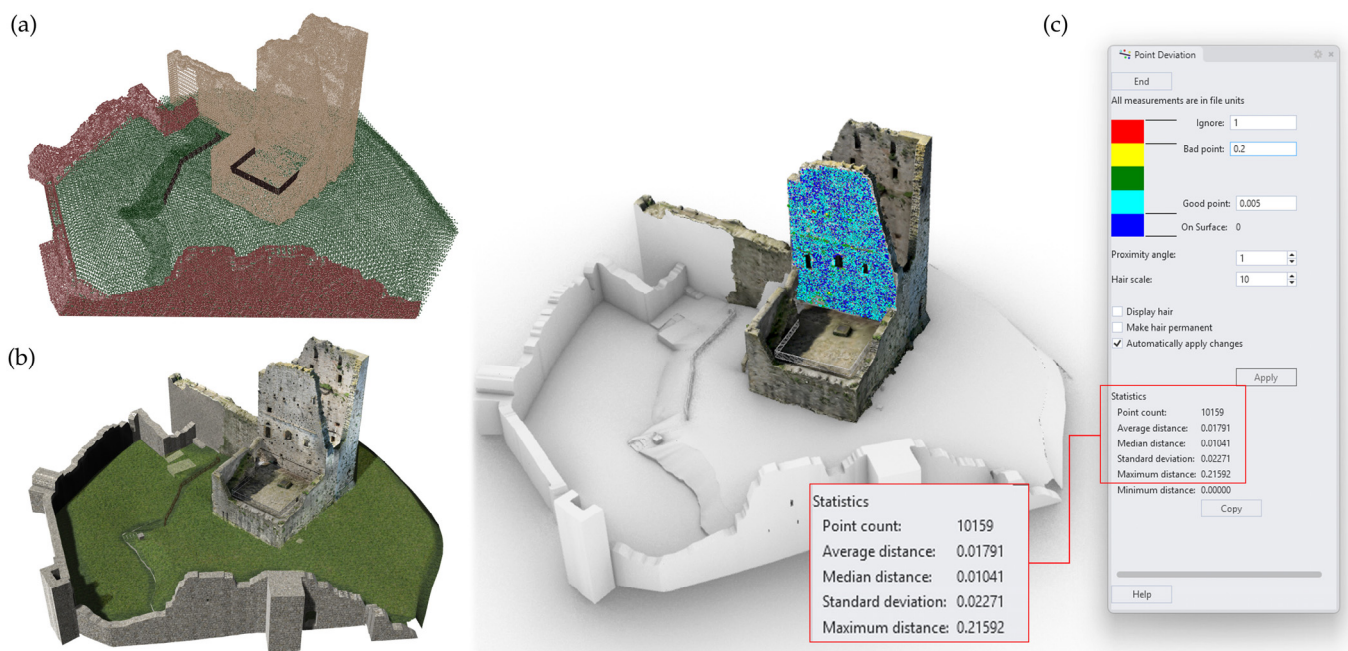 (a)
(b)
(c)
Point Deviation
End
All measurements are in file units
Ignore: 1
Bad point: 0.2
Good point: 0.005
On Surface: 0
Proximity angle: 1
Hair scale: 10
Display hair
Make hair permanent
Automatically apply changes
Apply
Statistics
Point count: 10159
Average distance: 0.01791
Median distance: 0.01041
Standard deviation: 0.02271
Maximum distance: 0.21592
Minimum distance: 0.00000
Copy
Help
Statistics
Point count: 10159
Average distance: 0.01791
Median distance: 0.01041
Standard deviation: 0.02271
Maximum distance: 0.21592